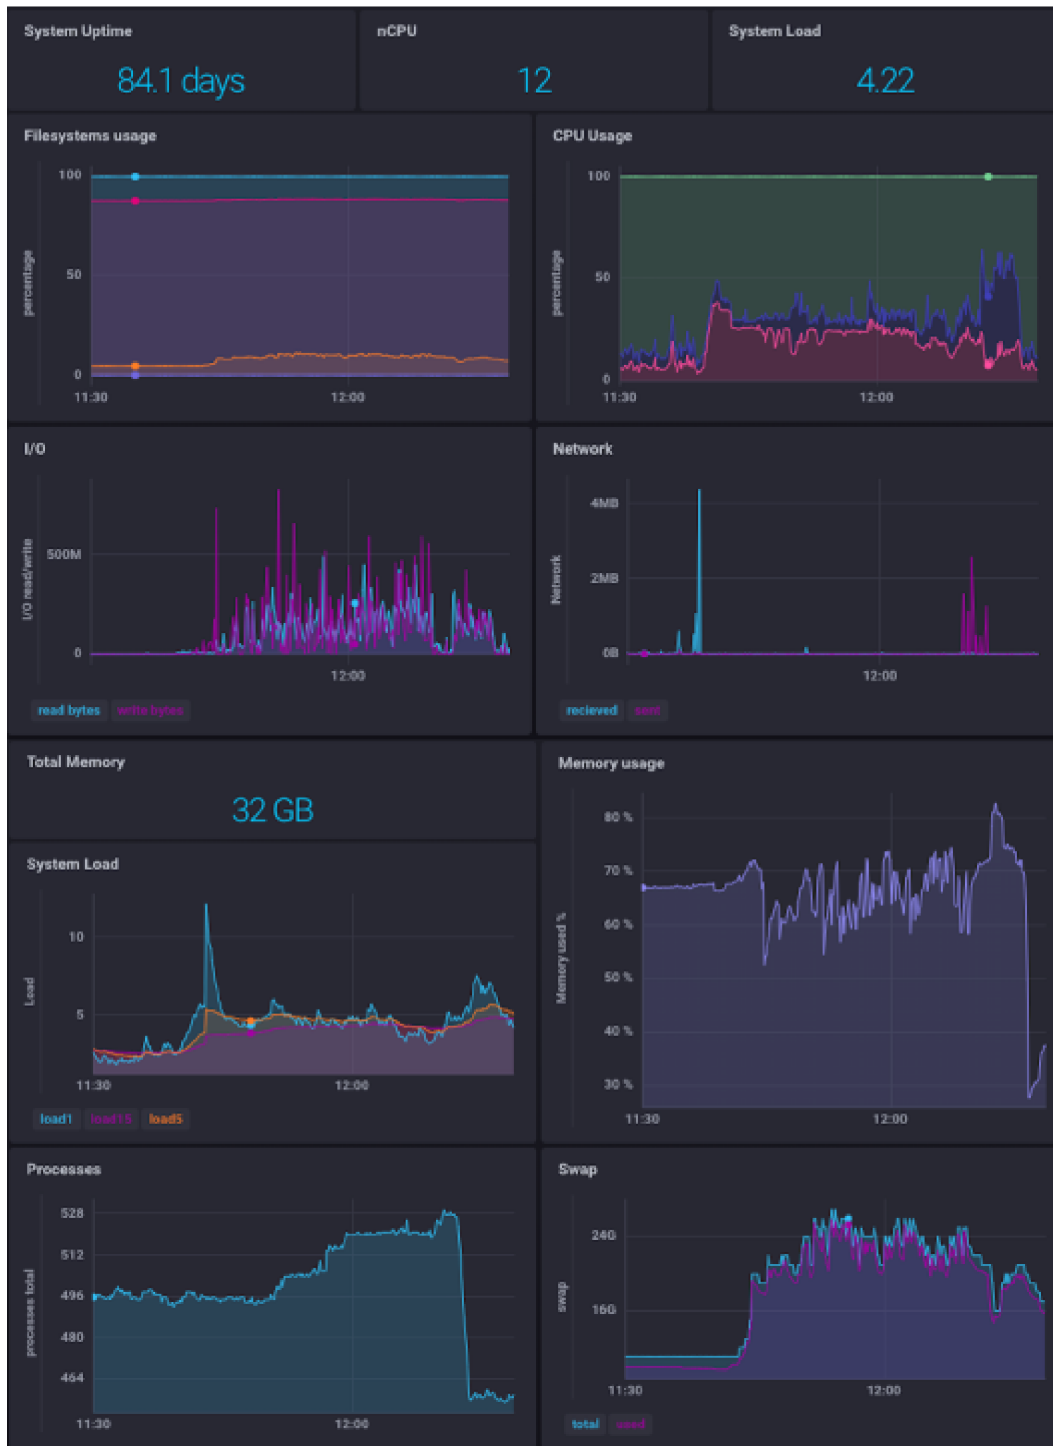 System Uptime
nCPU
System Load
84.1 days
12
4.22
Filesystems usage
100
50
0
percentage
11:30
12:00
CPU Usage
100
50
0
percentage
11:30
12:00
I/O
500M
0
I/O read/write
12:00
read bytes
write bytes
Network
4MB
2MB
0B
Network
12:00
recieved
sent
Total Memory
32 GB
Memory usage
80 %
70 %
60 %
50 %
40 %
30 %
Memory used %
11:30
12:00
System Load
10
5
Load
11:30
12:00
load1
load15
load5
Processes
528
512
496
480
464
processes total
11:30
12:00
Swap
24G
16G
swap
11:30
12:00
total
used